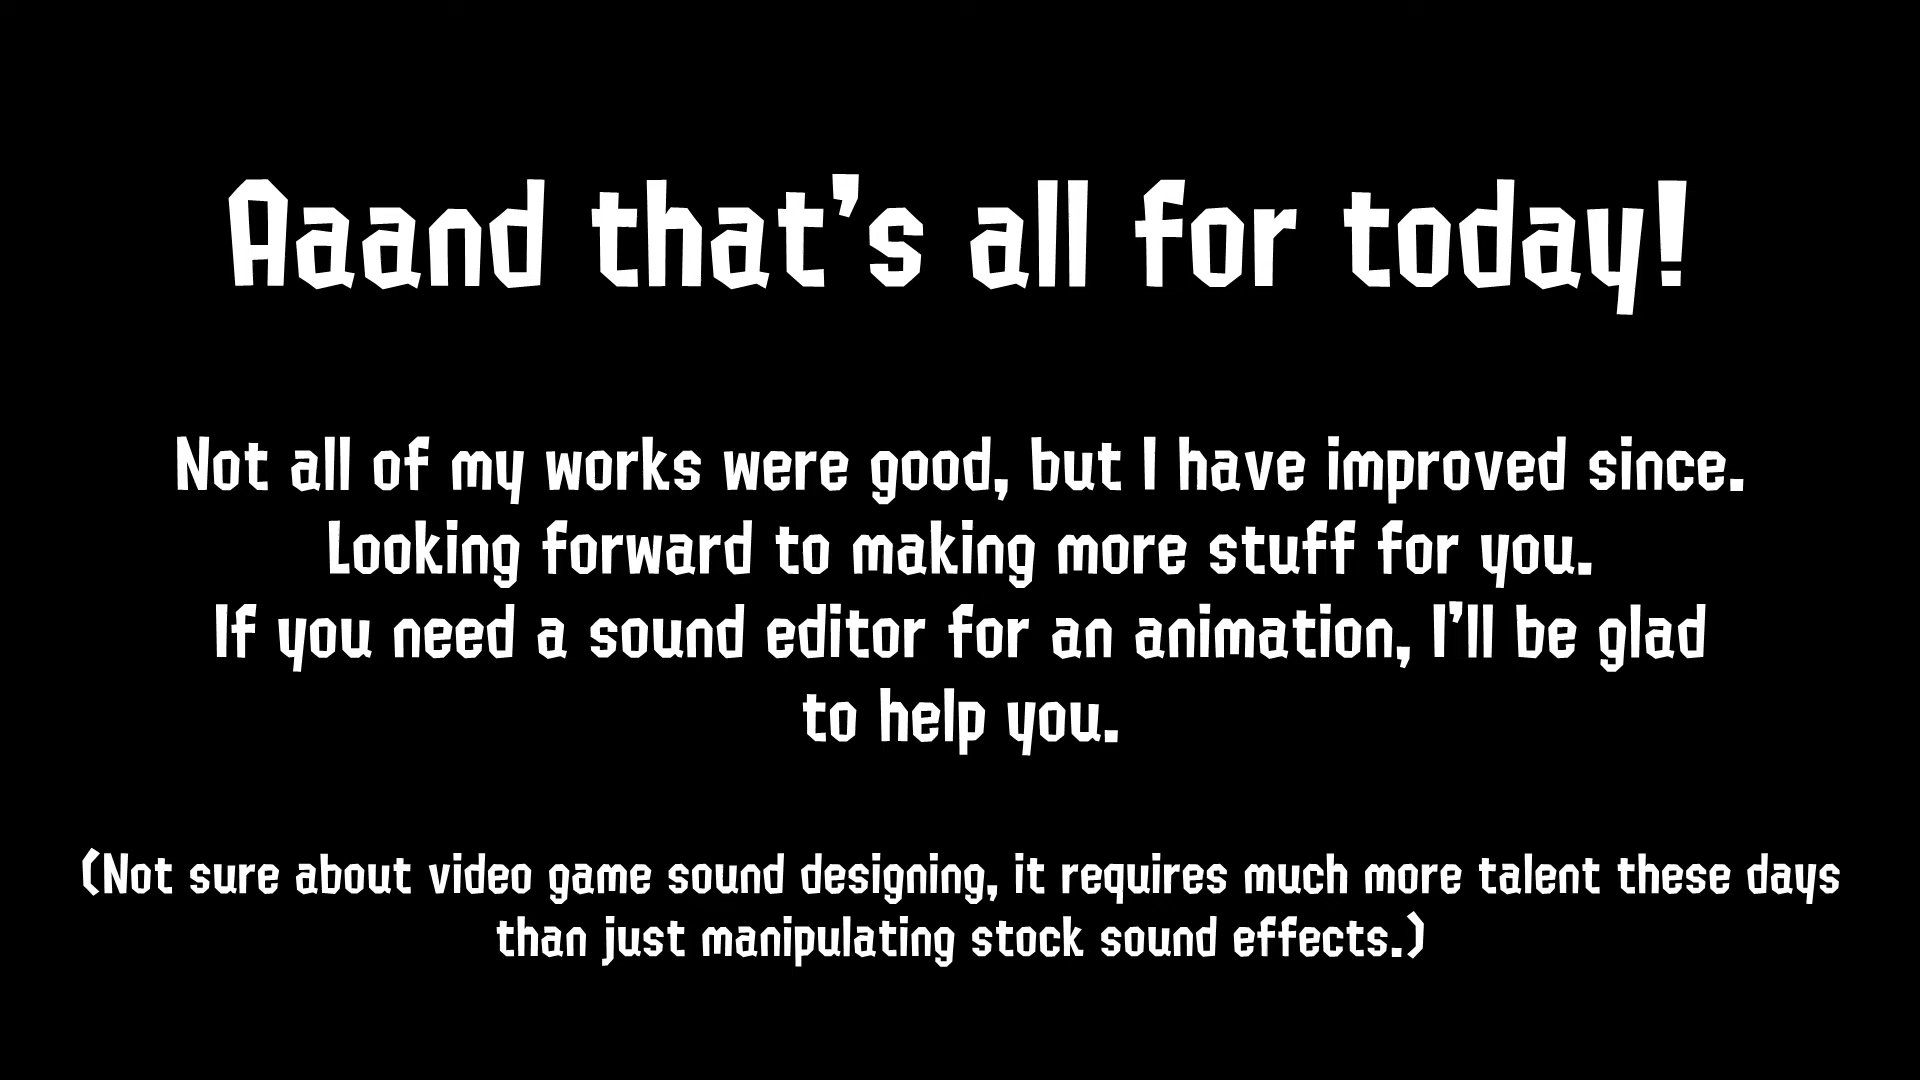 Aaand that's all for today!
Not all of my works were good, but I have improved since.
Looking forward to making more stuff for you.
If you need a sound editor for an animation, I'll be glad
to help you.
(Not sure about video game sound designing, it requires much more talent these days
than just manipulating stock sound effects.)